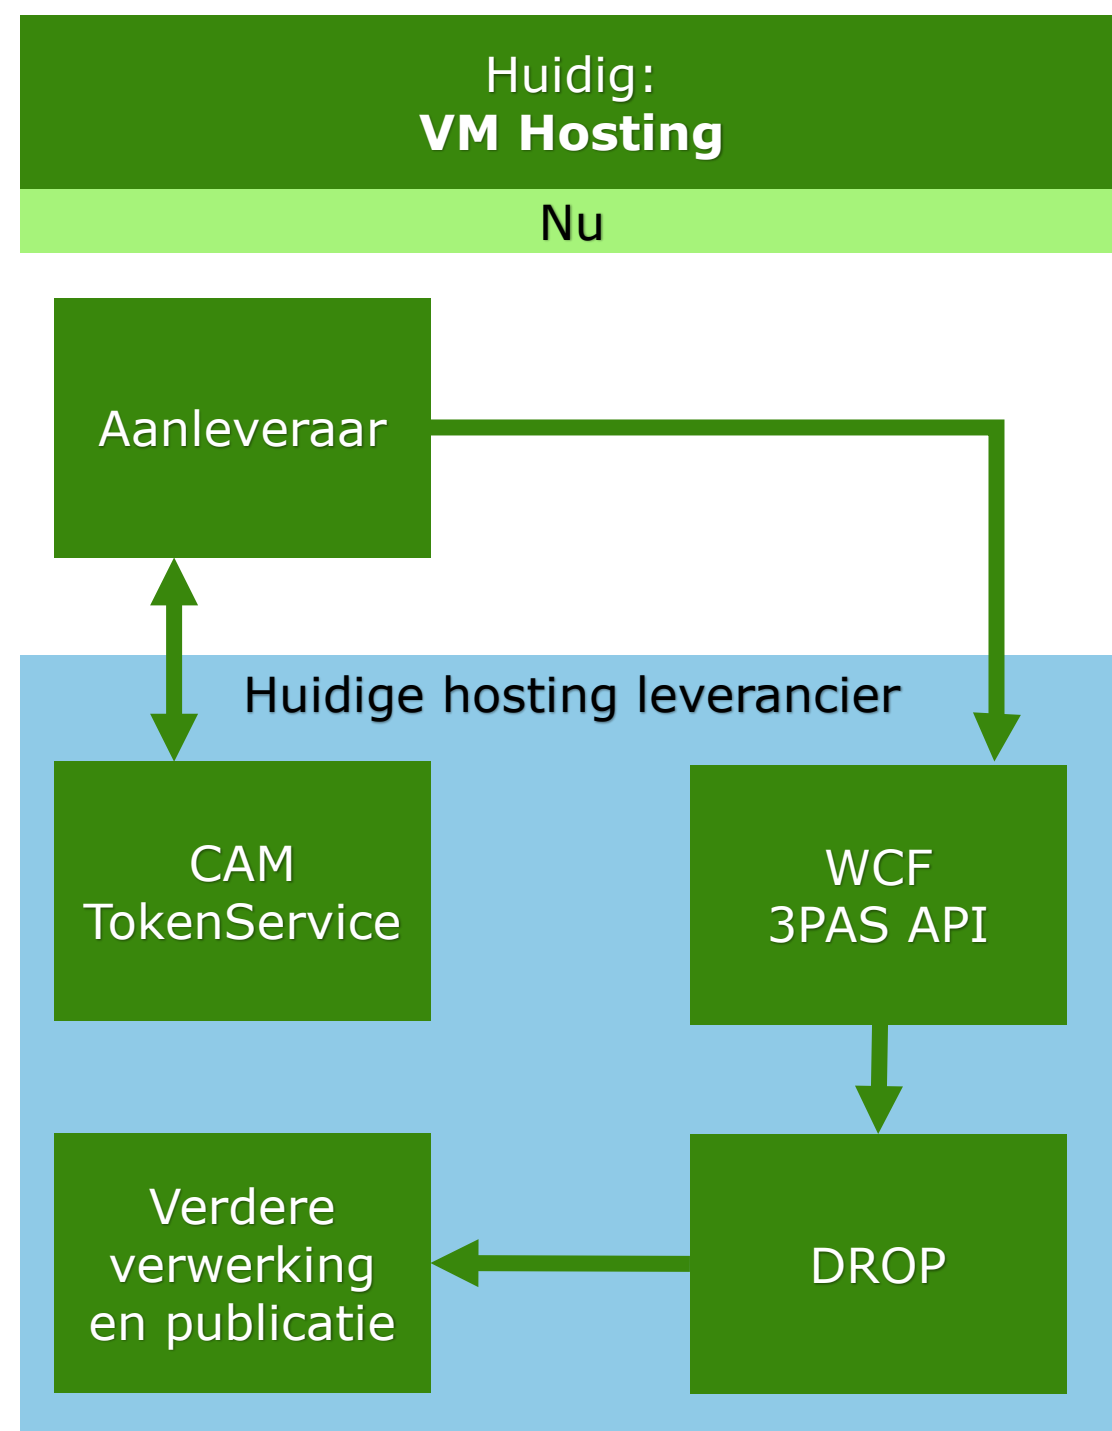 Huidig:
VM Hosting
Nu
Aanleveraar
Huidige hosting leverancier
CAM
TokenService
WCF
3PAS API
Verdere
verwerking
en publicatie
DROP